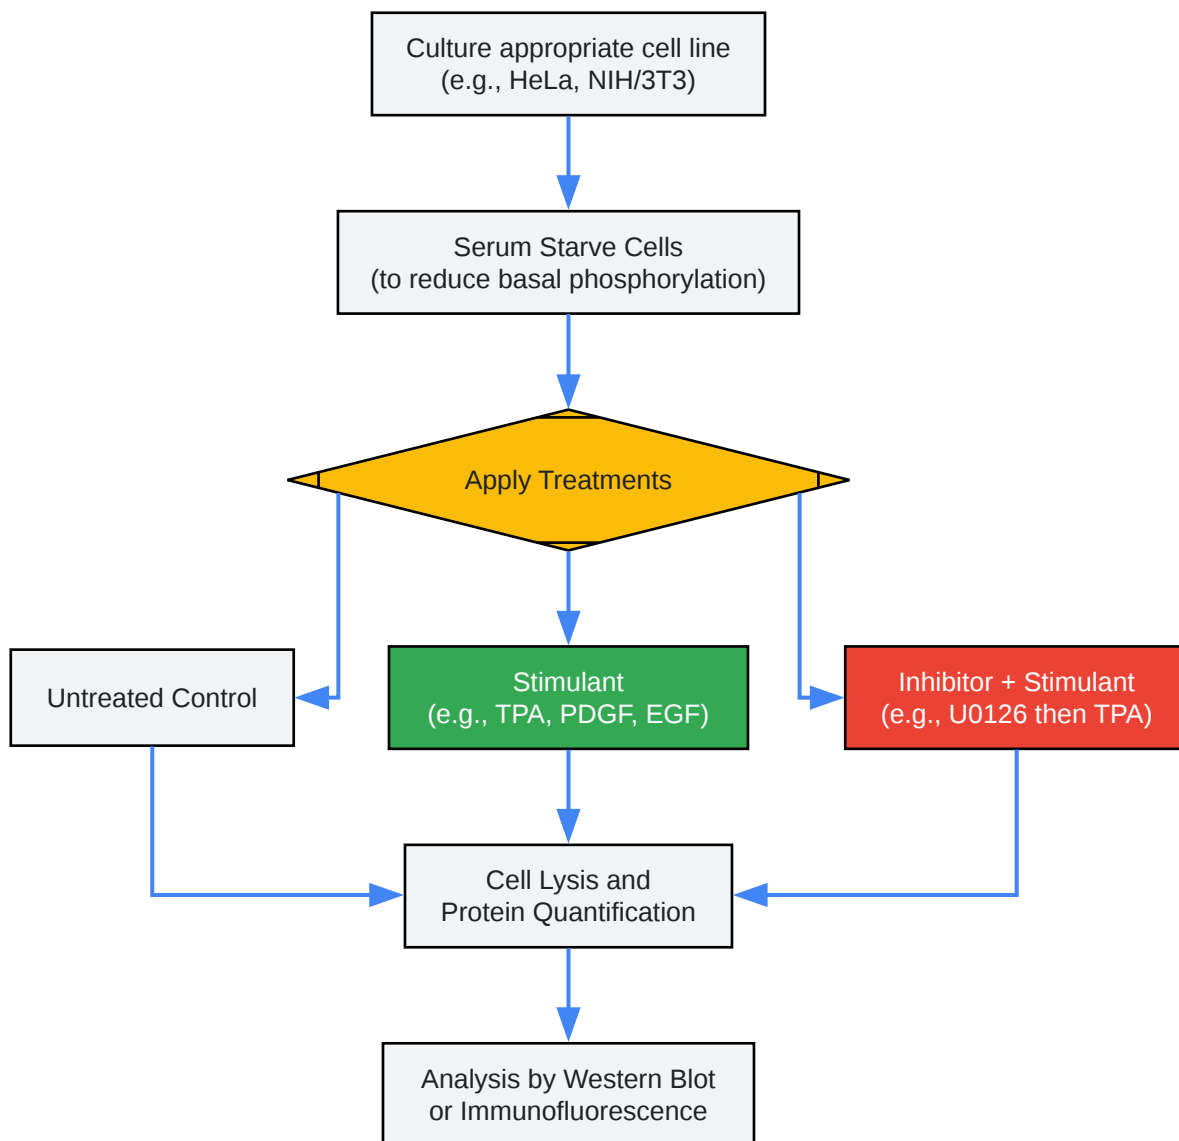 Culture appropriate cell line
(e.g., HeLa, NIH/3T3)
Serum Starve Cells
(to reduce basal phosphorylation)
Apply Treatments
Untreated Control
Stimulant
(e.g., TPA, PDGF, EGF)
Inhibitor + Stimulant
(e.g., U0126 then TPA)
Cell Lysis and
Protein Quantification
Analysis by Western Blot
or Immunofluorescence